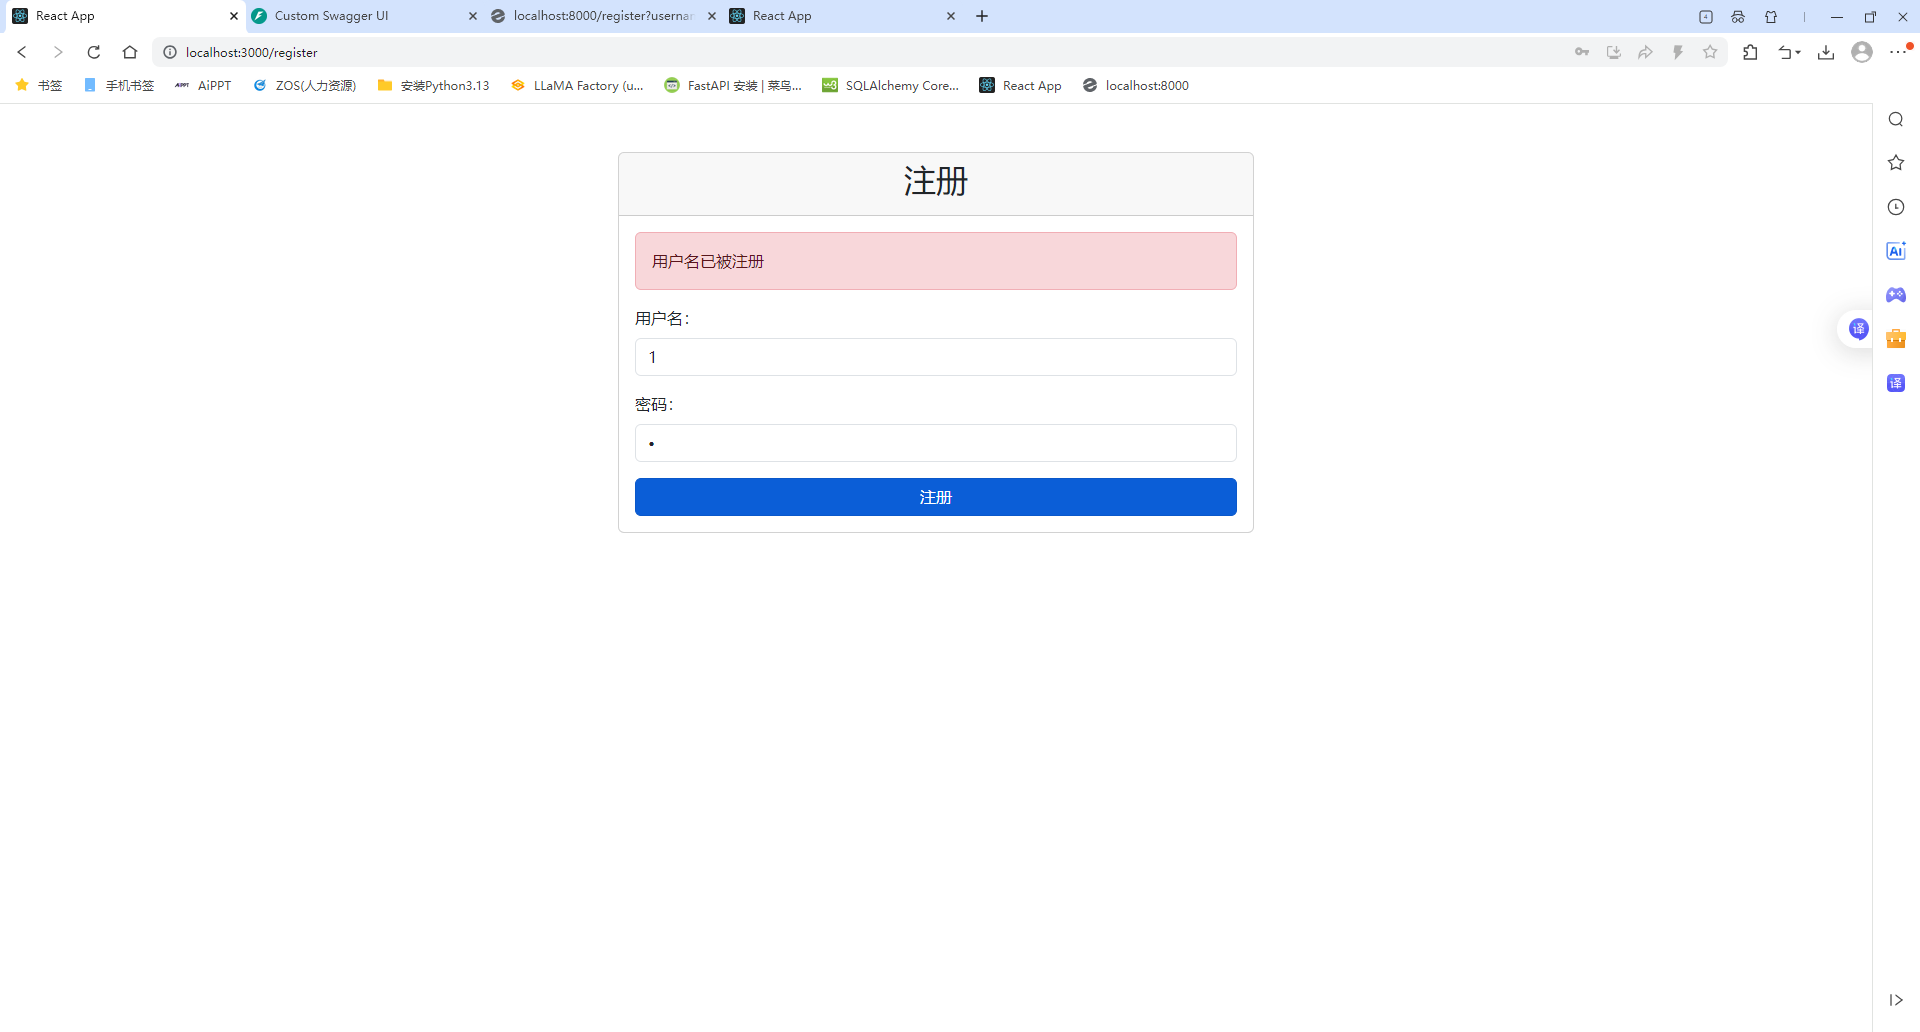 React App
Custom Swagger UI
localhost:8000/register?usernar
React App
4
localhost:3000/register
书签
手机书签
AiPPT
ZOS(人力资源)
安装Python3.13
LLaMA Factory (u...
FastAPI 安装 | 菜鸟...
SQLAlchemy Core...
React App
localhost:8000
注册
用户名已被注册
用户名：
1
密码：
注册
AI
译
译